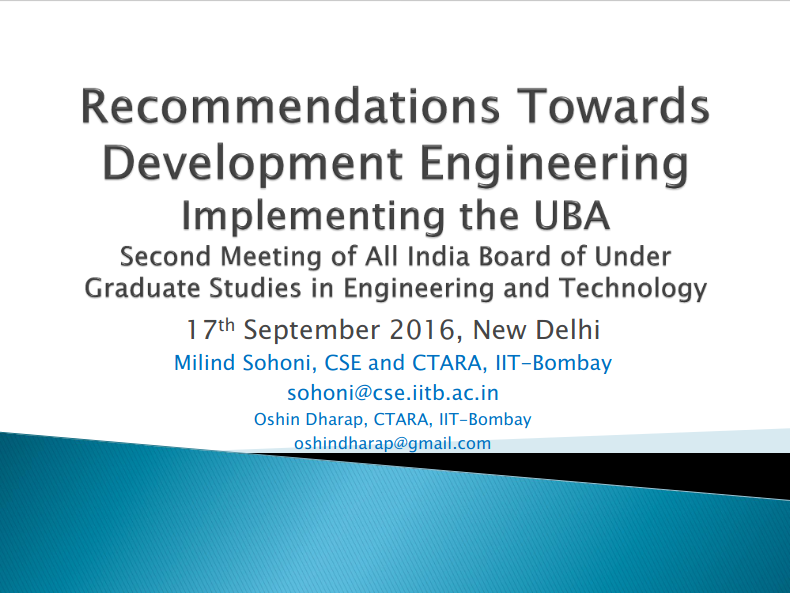 Recommendations Towards
Development Engineering
Implementing the UBA
Second Meeting of All India Board of Under
Graduate Studies in Engineering and Technology
17th September 2016, New Delhi
Milind Sohoni, CSE and CTARA, IIT-Bombay
sohoni@cse.iitb.ac.in
Oshin Dharap, CTARA, IIT-Bombay
oshindharap@gmail.com